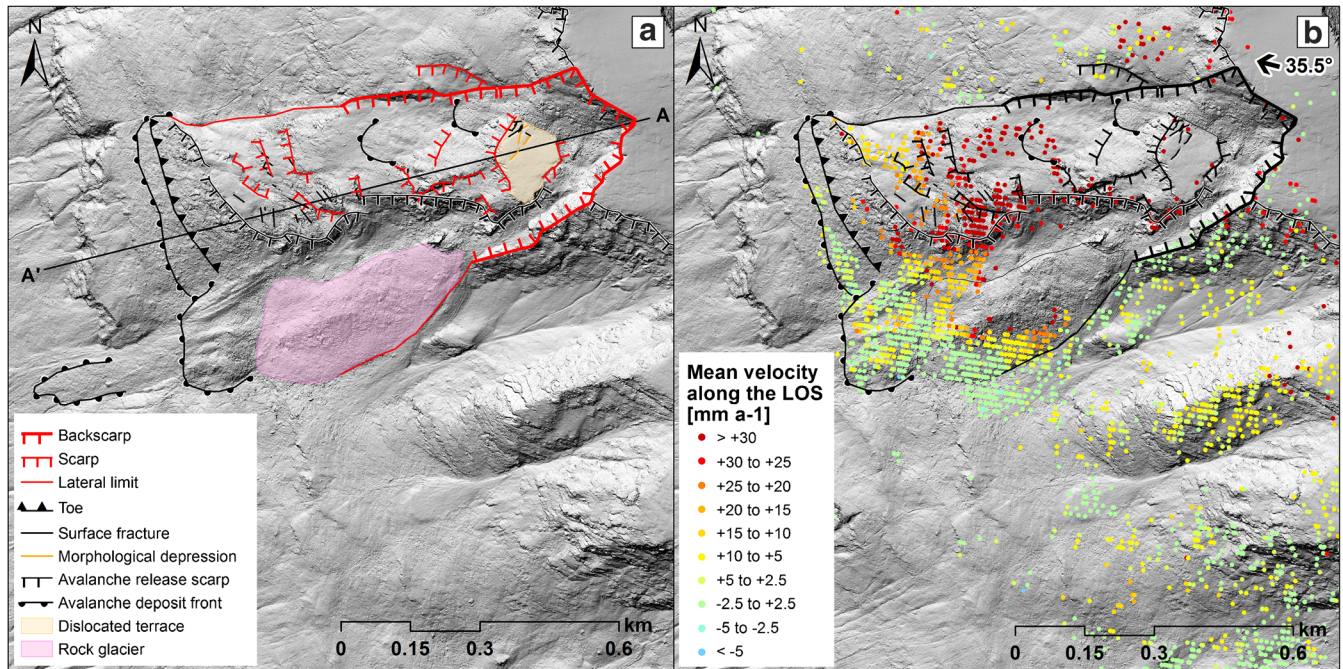 N
a
A
A'
Backscarp
Scarp
Lateral limit
Toe
Surface fracture
Morphological depression
Avalanche release scarp
Avalanche deposit front
Dislocated terrace
Rock glacier
km
0 0.15 0.3 0.6
N
b
35.5°
Mean velocity
along the LOS
[mm a-1]
> +30
+30 to +25
+25 to +20
+20 to +15
+15 to +10
+10 to +5
+5 to +2.5
-2.5 to +2.5
-5 to -2.5
< -5
km
0 0.15 0.3 0.6